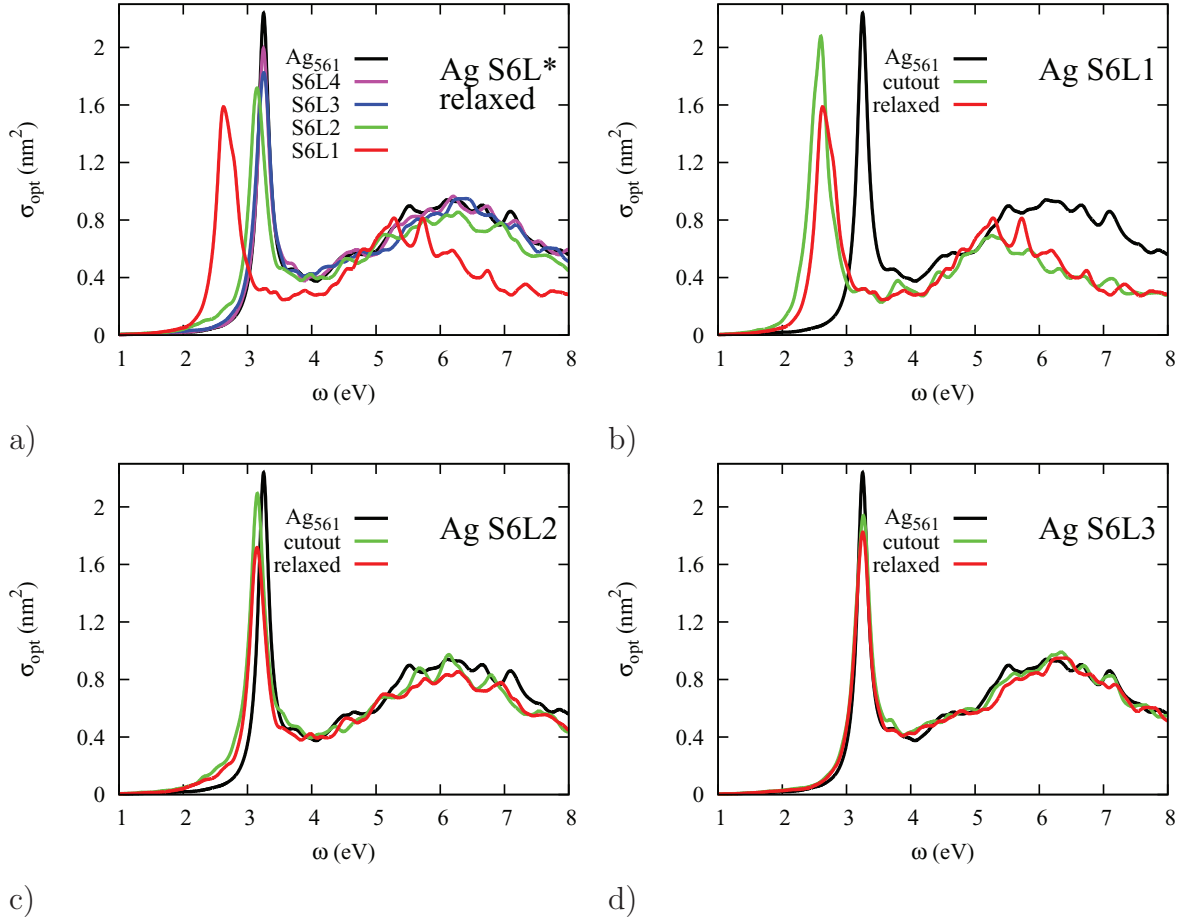 2
1.6
1.2
0.8
0.4
0
σopt (nm²)
Ag561
S6L4
S6L3
S6L2
S6L1
Ag S6L*
relaxed
1 2 3 4 5 6 7 8
ω (eV)
a)
2
1.6
1.2
0.8
0.4
0
σopt (nm²)
Ag561
cutout
relaxed
Ag S6L1
1 2 3 4 5 6 7 8
ω (eV)
b)
2
1.6
1.2
0.8
0.4
0
σopt (nm²)
Ag561
cutout
relaxed
Ag S6L2
1 2 3 4 5 6 7 8
ω (eV)
c)
2
1.6
1.2
0.8
0.4
0
σopt (nm²)
Ag561
cutout
relaxed
Ag S6L3
1 2 3 4 5 6 7 8
ω (eV)
d)